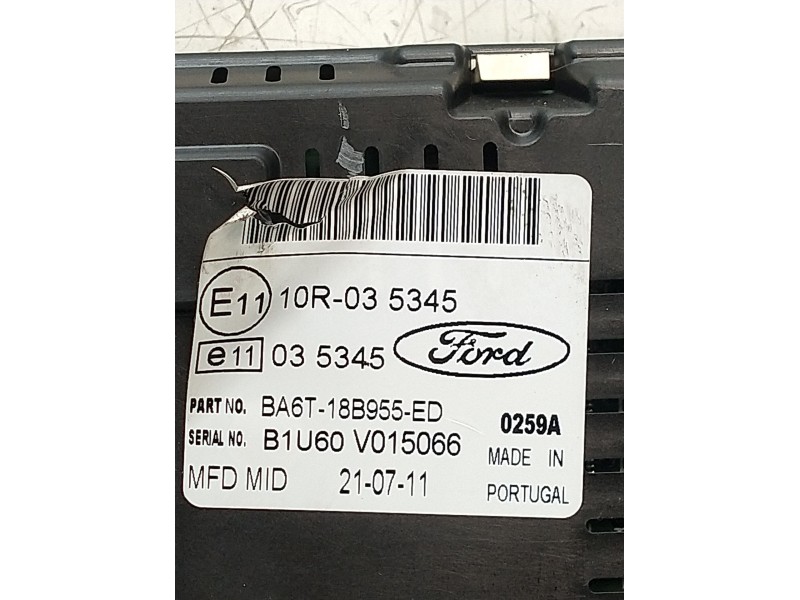 E11 10R-03 5345
e11 03 5345 Ford
PART NO. BA6T-18B955-ED
0259A
SERIAL NO. B1U60 V015066
MADE IN
MFD MID 21-07-11
PORTUGAL